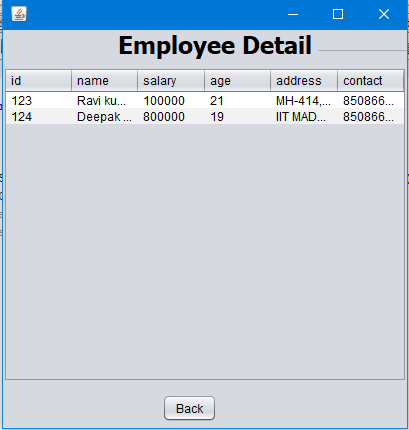 Employee Detail
id name salary age address contact
123 Ravi ku... 100000 21 MH-414,... 850866...
124 Deepak ... 800000 19 IIT MAD... 850866...
Back